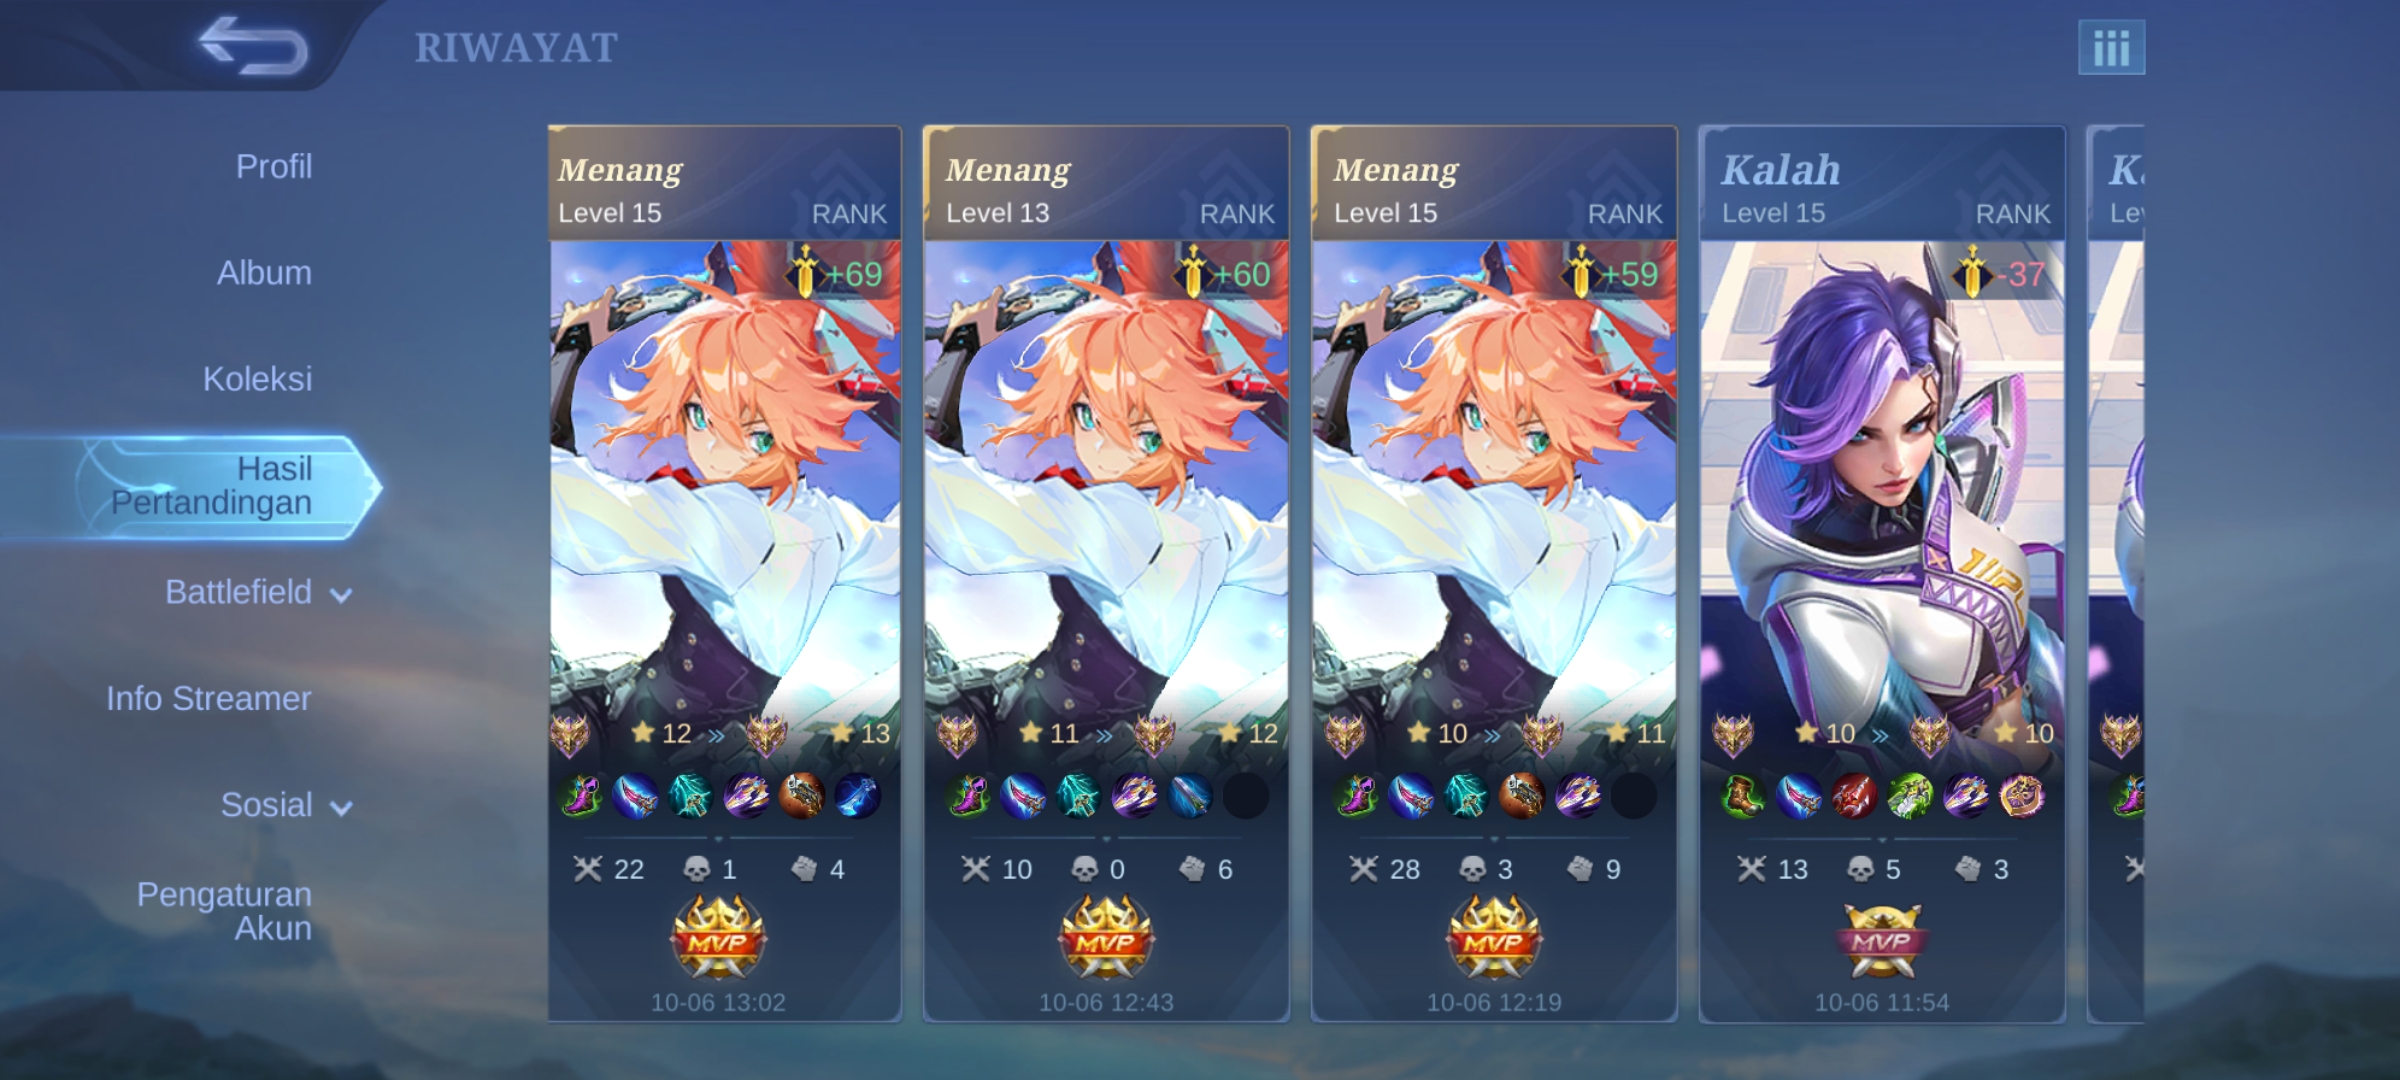 RIWAYAT
Profil
Album
Koleksi
Hasil
Pertandingan
Battlefield
Info Streamer
Sosial
Pengaturan
Akun
Menang
Level 15 RANK
+69
12 » 13
22 1 4
MVP
10-06 13:02
Menang
Level 13 RANK
+60
11 » 12
10 0 6
MVP
10-06 12:43
Menang
Level 15 RANK
+59
10 » 11
28 3 9
MVP
10-06 12:19
Kalah
Level 15 RANK
-37
10 » 10
13 5 3
MVP
10-06 11:54